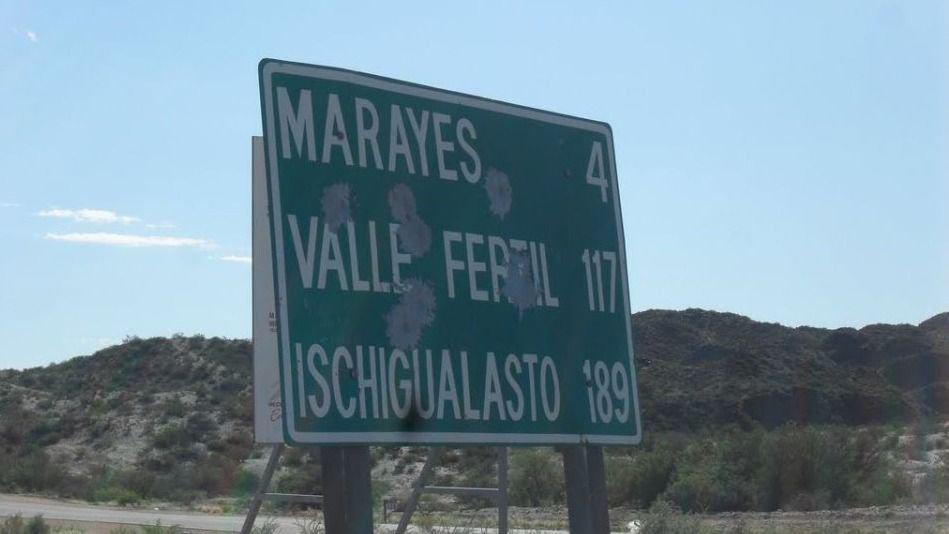 MARAYES 4
VALLE FERTIL 117
ISCHIGUALASTO 189